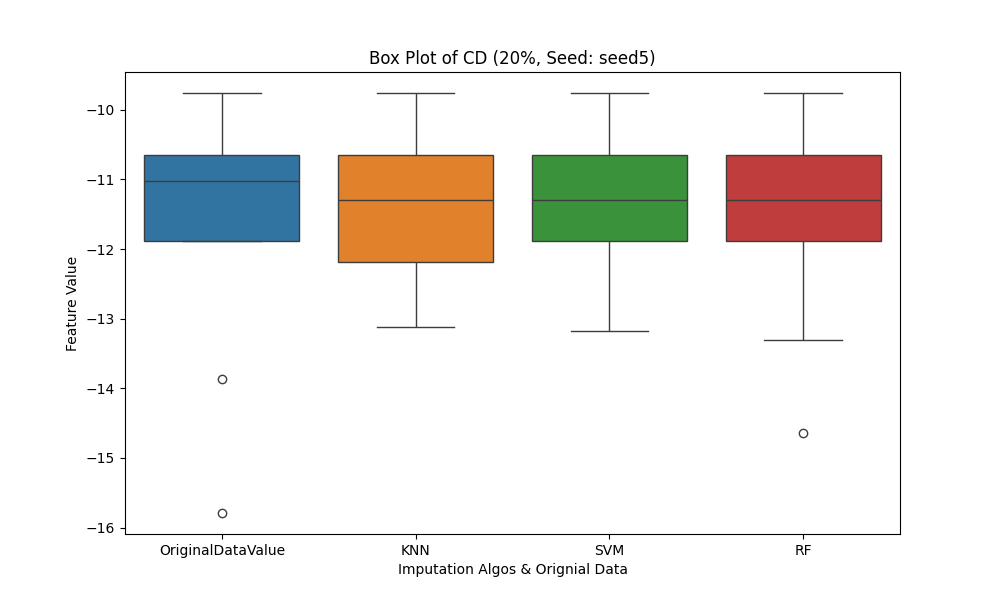 Box Plot of CD (20%, Seed: seed5)
Feature Value
−10
−11
−12
−13
−14
−15
−16
OriginalDataValue
KNN
SVM
RF
Imputation Algos & Orignial Data